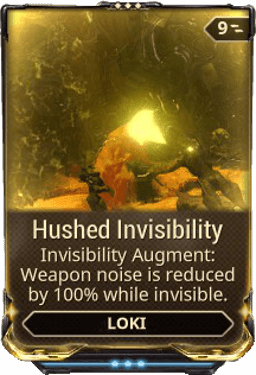 9
Hushed Invisibility
Invisibility Augment:
Weapon noise is reduced
by 100% while invisible.
LOKI